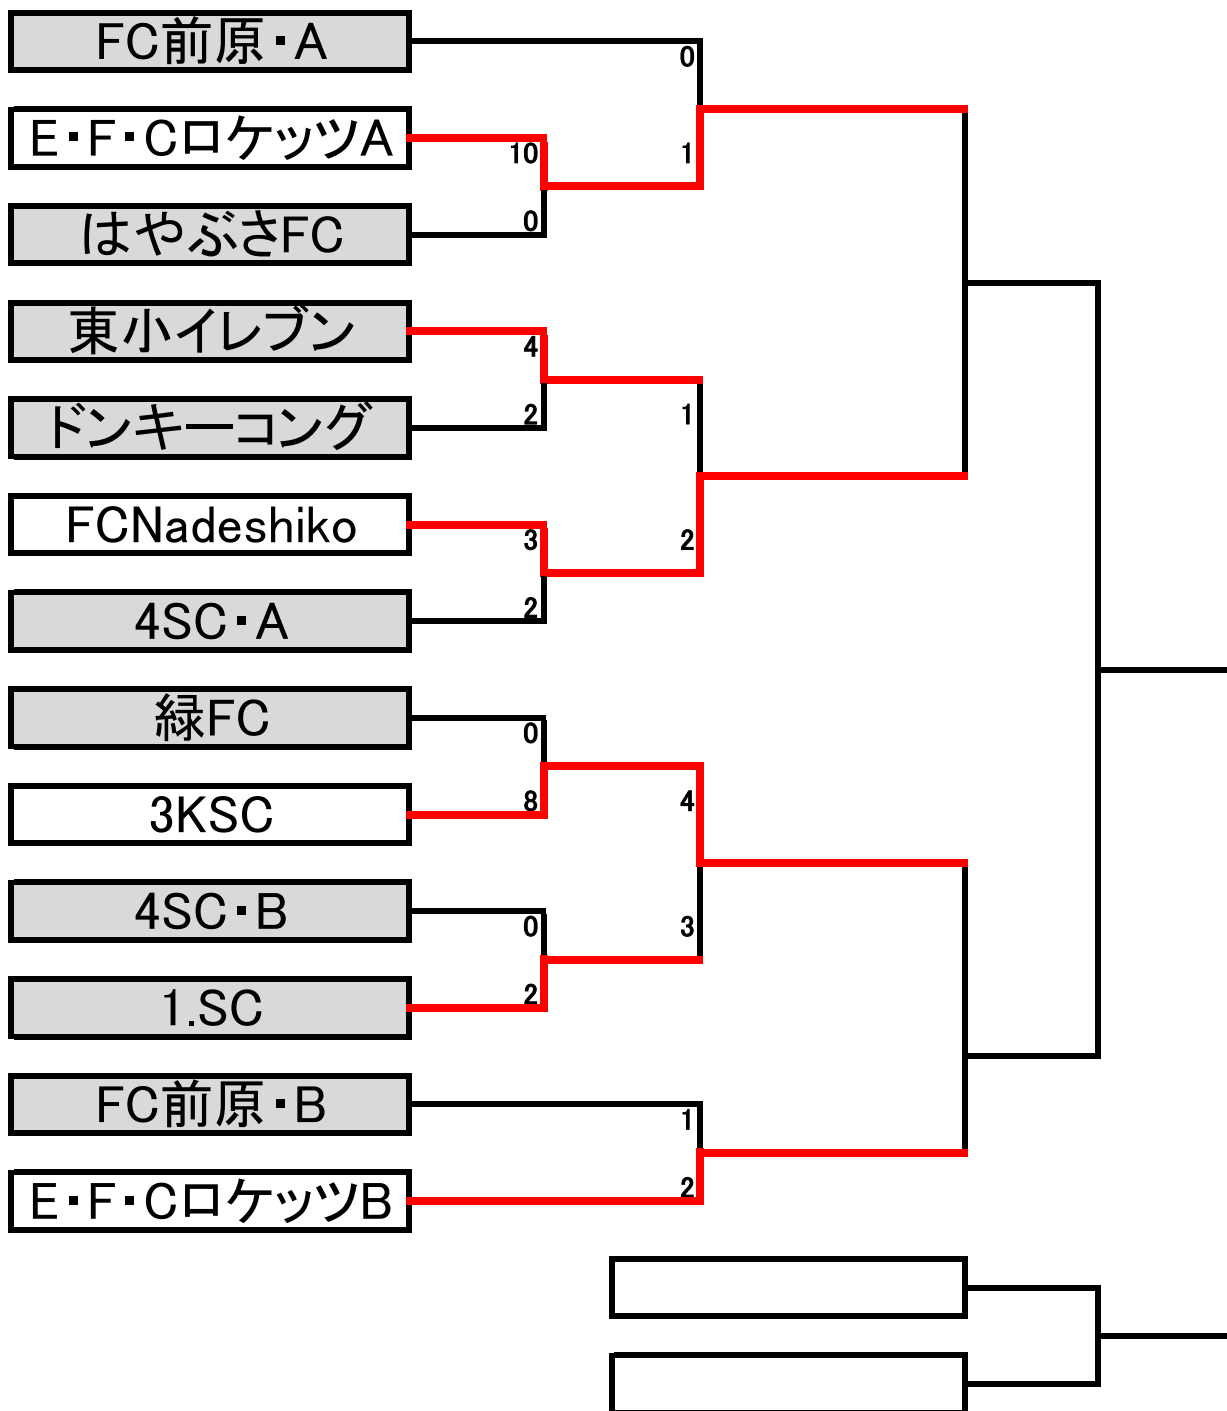 FC前原・A
0
E・F・CロケッツA
10
1
はやぶさFC
0
東小イレブン
4
ドンキーコング
2
1
FCNadeshiko
3
2
4SC・A
2
緑FC
0
3KSC
8
4
4SC・B
0
3
1.SC
2
FC前原・B
1
E・F・CロケッツB
2